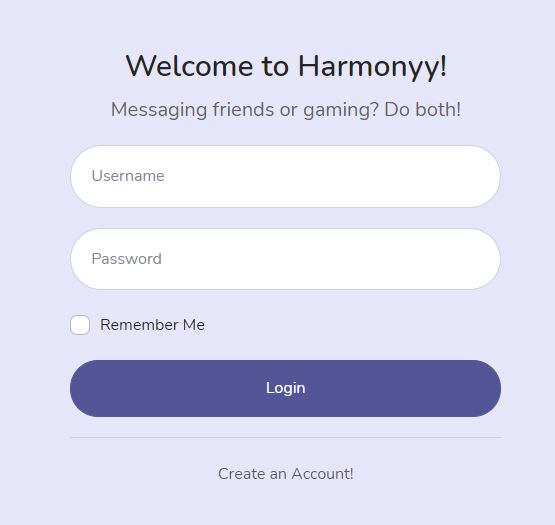 Welcome to Harmonyy!
Messaging friends or gaming? Do both!
Username
Password
Remember Me
Login
Create an Account!